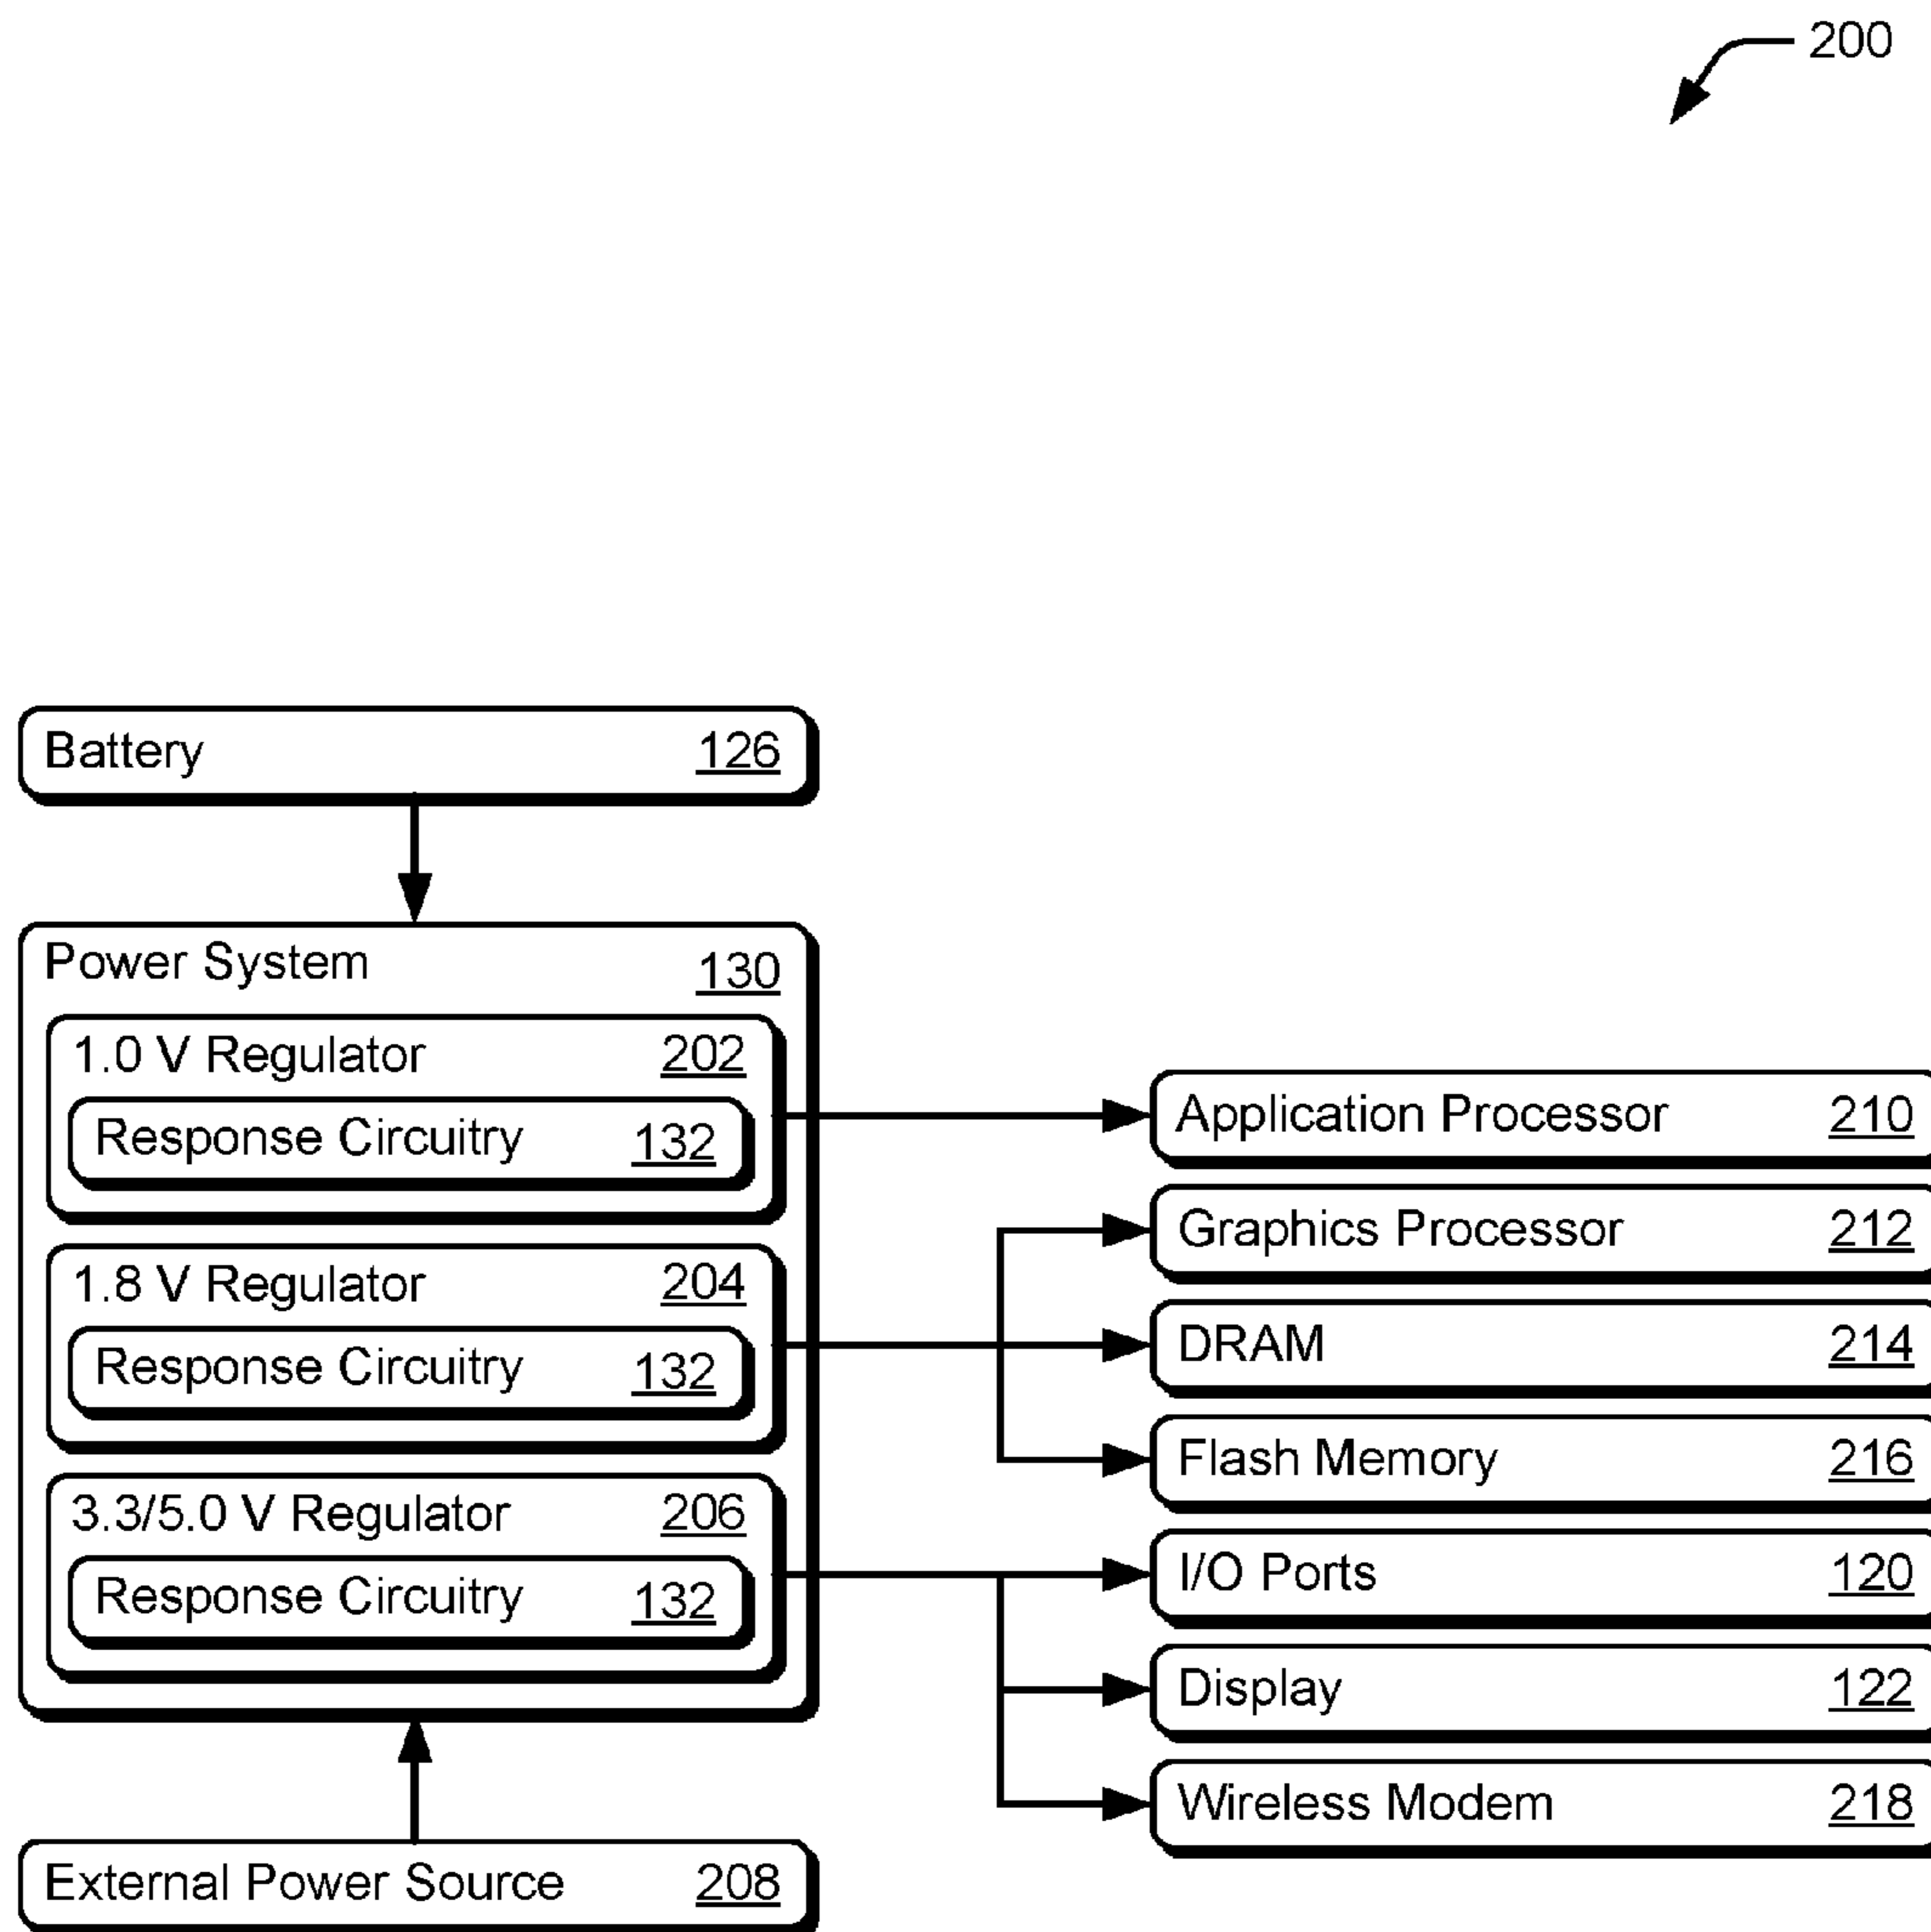 200
Battery 126
Power System 130
1.0 V Regulator 202
Response Circuitry 132
1.8 V Regulator 204
Response Circuitry 132
3.3/5.0 V Regulator 206
Response Circuitry 132
External Power Source 208
Application Processor 210
Graphics Processor 212
DRAM 214
Flash Memory 216
I/O Ports 120
Display 122
Wireless Modem 218